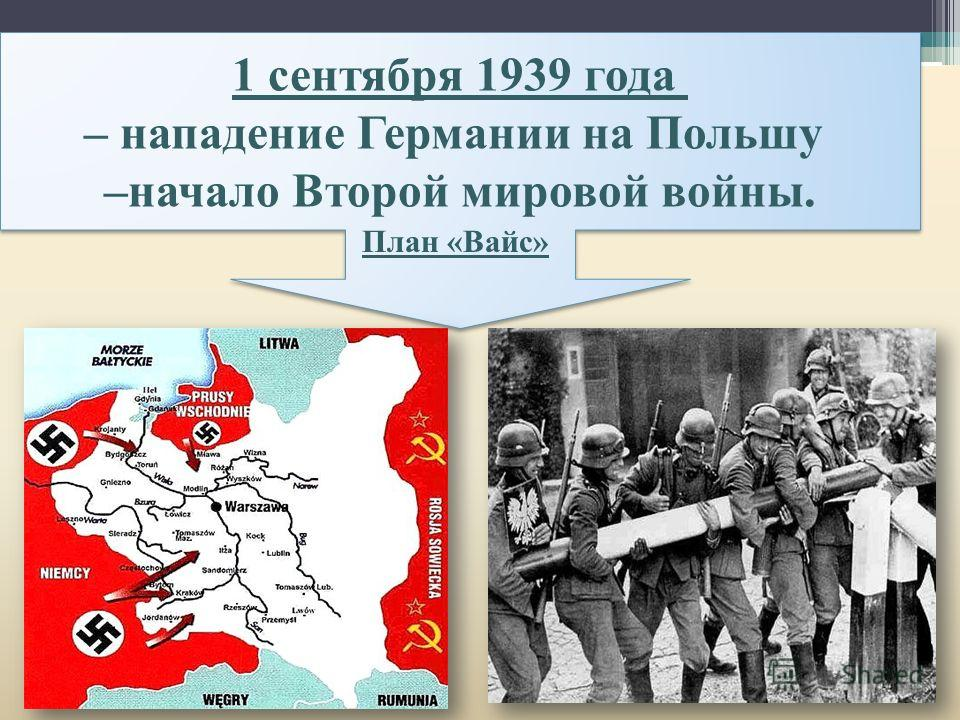 1 сентября 1939 года
– нападение Германии на Польшу
–начало Второй мировой войны.
План «Вайс»
MORZE
BAŁTYCKIE
LITWA
Hel
Gdynia
Gdańsk
PRUSY
WSCHODNIE
Krojanty
Bydgoszcz
Toruń
Mława
Różan
Wizna
Wyszków
Gniezno
Wisła
Modlin
Narew
Bzura
Warszawa
Leszno
Warta
Łowicz
Sieradz
Tomaszów
Maz.
Iłża
Kock
Bug
Lublin
ROSJA SOWIECKA
NIEMCY
Częstochowa
Sandomierz
Bytom
Kraków
Tomaszów Lub.
Rzeszów
Lwów
Jordanów
San
Przemyśl
WĘGRY
RUMUNIA
Shared